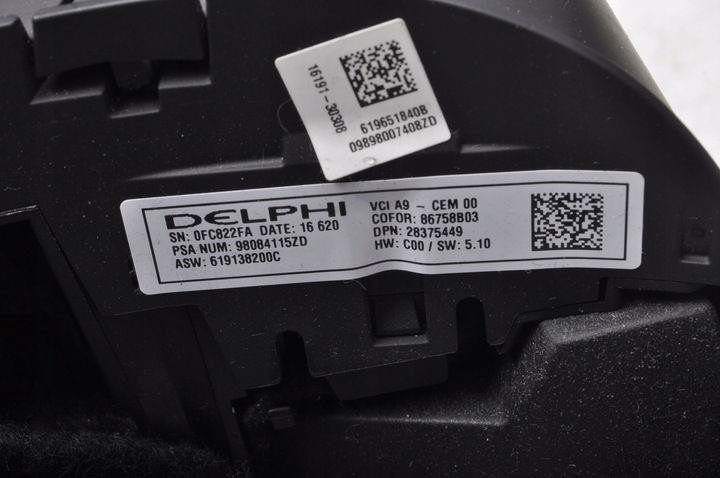 16191-30308
619651840B
09898007408ZD
DELPHI
SN: 0FC822FA DATE: 16 620
PSA NUM: 98084115ZD
ASW: 619138200C
VCI A9 - CEM 00
COFOR: 86758B03
DPN: 28375449
HW: C00 / SW: 5.10